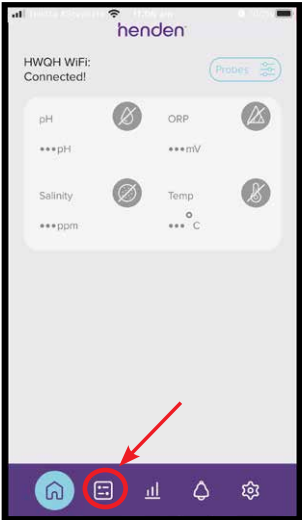 henden
HWQH WiFi:
Connected!
Probes
pH
ORP
•••pH
•••mV
Salinity
Temp
•••ppm
•••°C